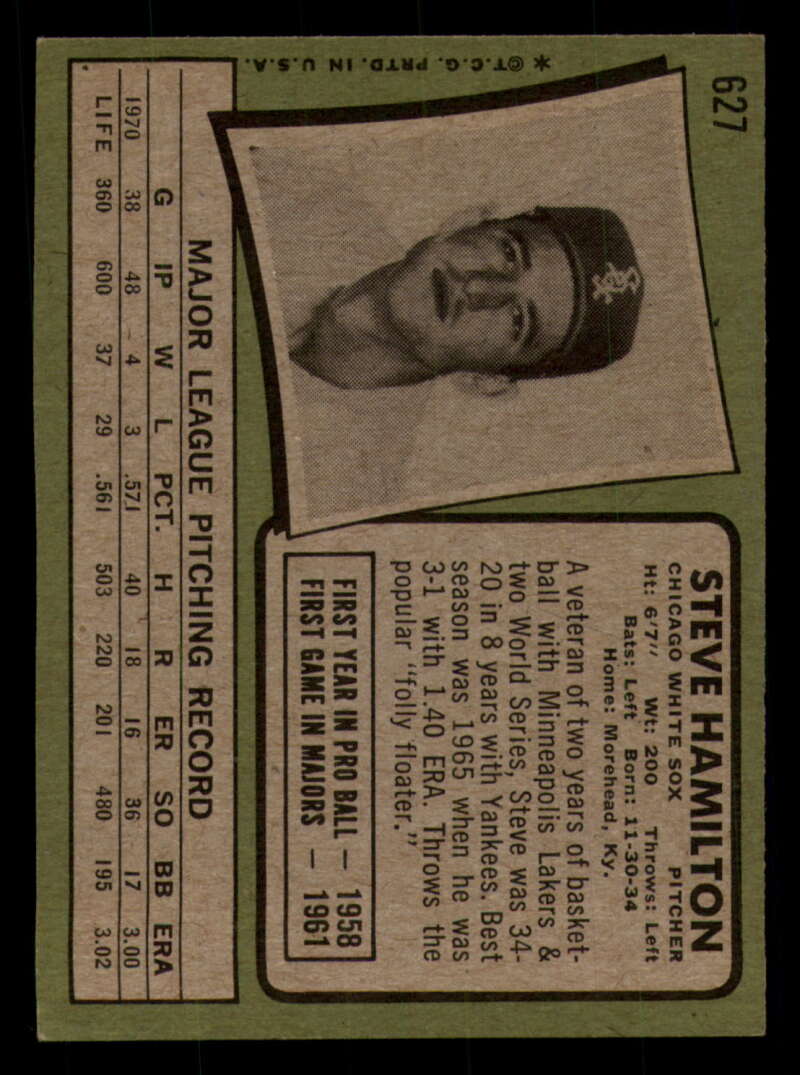 627
STEVE HAMILTON
CHICAGO WHITE SOX PITCHER
Ht: 6'7" Wt: 200 Throws: Left
Bats: Left Born: 11-30-34
Home: Morehead, Ky.
A veteran of two years of basket-
ball with Minneapolis Lakers &
two World Series, Steve was 34-
20 in 8 years with Yankees. Best
season was 1965 when he was
3-1 with 1.40 ERA. Throws the
popular "folly floater."
FIRST YEAR IN PRO BALL — 1958
FIRST GAME IN MAJORS — 1961
MAJOR LEAGUE PITCHING RECORD
G IP W L PCT. H R ER SO BB ERA
1970 38 48 4 3 .571 40 18 16 36 17 3.00
LIFE 360 600 37 29 .561 503 220 201 480 195 3.02
* ©T.C.G. PRTD. IN U.S.A.